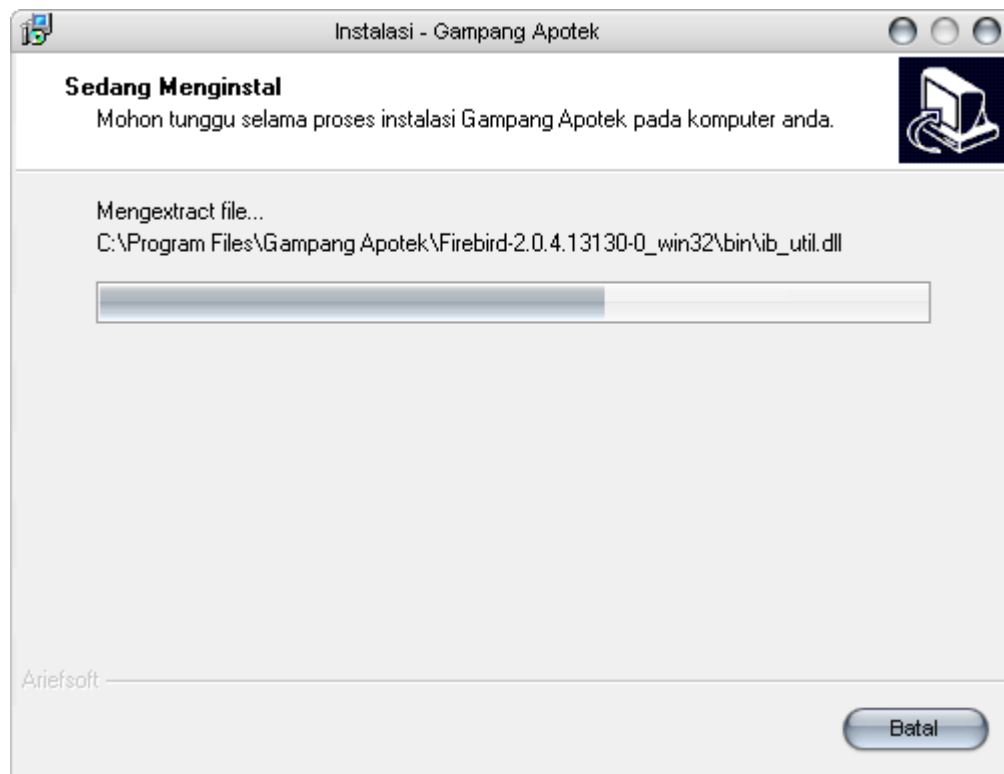 Instalasi - Gampang Apotek
Sedang Menginstal
Mohon tunggu selama proses instalasi Gampang Apotek pada komputer anda.
Mengextract file...
C:\Program Files\Gampang Apotek\Firebird-2.0.4.13130-0_win32\bin\ib_util.dll
Ariefsoft
Batal